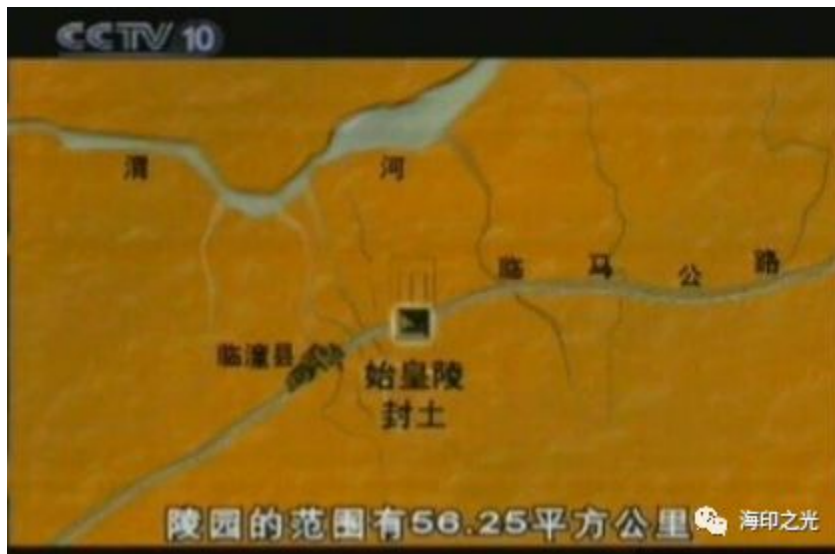 CCTV 10
渭 河
临 马 公 路
临潼县
始皇陵
封土
陵园的范围有56.25平方公里
海印之光